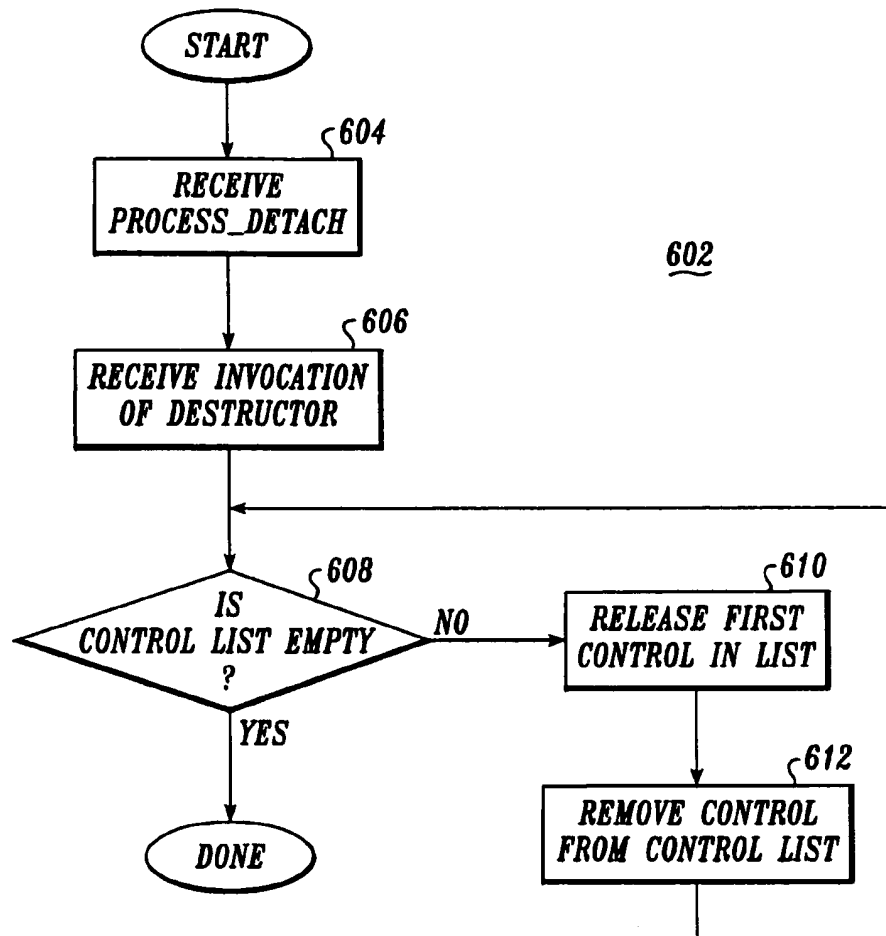 START
604
RECEIVE
PROCESS_DETACH
602
606
RECEIVE INVOCATION
OF DESTRUCTOR
608
IS
CONTROL LIST EMPTY
?
NO
YES
610
RELEASE FIRST
CONTROL IN LIST
612
REMOVE CONTROL
FROM CONTROL LIST
DONE